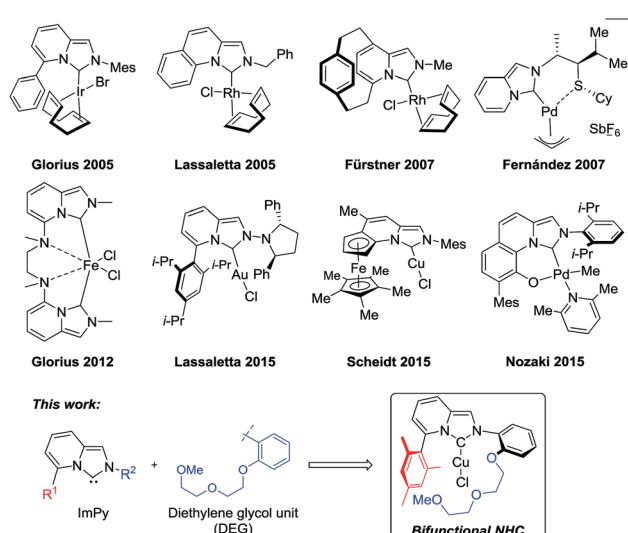 N
N
Mes
Br
Ir
Glorius 2005
N
N
Ph
Cl
Rh
Lassaletta 2005
N
N
Me
Cl
Rh
Fürstner 2007
Me
Me
N
N
Me
S
Pd
Cy
SbF6
Fernández 2007
N
N
N
Cl
Fe
Cl
N
N
N
Glorius 2012
Ph
N
N
N
i-Pr
i-Pr
Ph
Au
Cl
i-Pr
Lassaletta 2015
Me
N
N
Mes
Fe
Cu
Me
Me
Cl
Me
Me
Me
Scheidt 2015
i-Pr
N
N
i-Pr
Pd
Me
O
Mes
N
Me
Me
Nozaki 2015
This work:
N
N
R2
R1
ImPy
+
O
OMe
O
Diethylene glycol unit
(DEG)
N
N
C
Cu
Cl
O
O
MeO
Bifunctional NHC